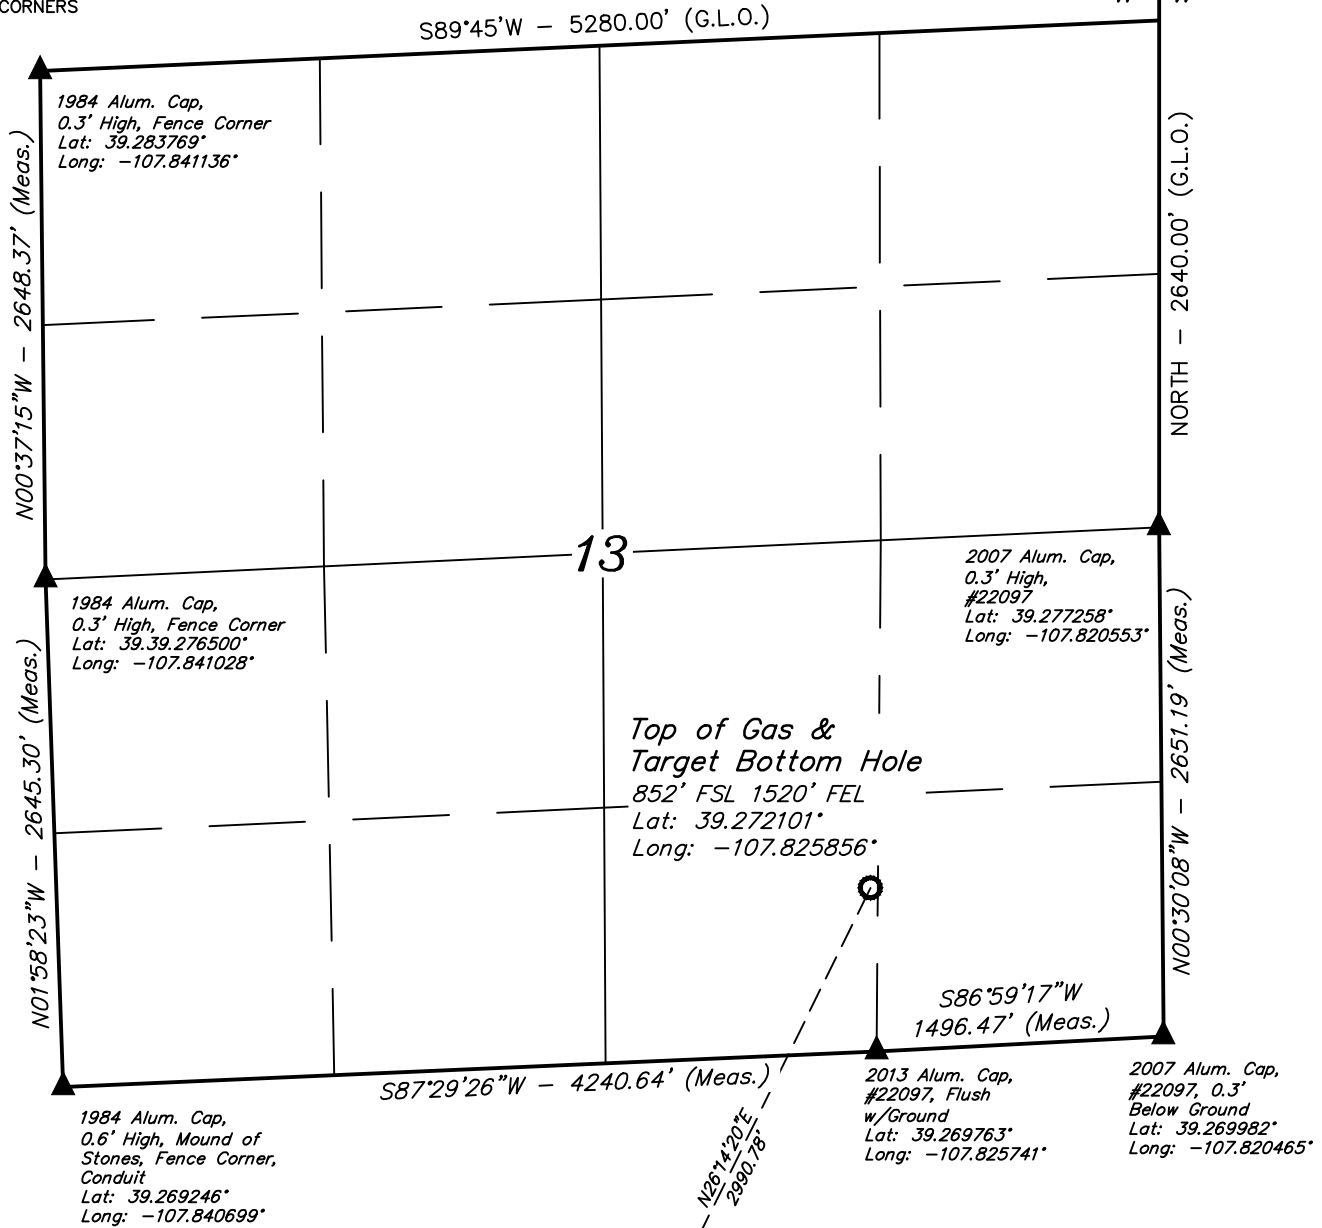 CORNERS
S89°45'W – 5280.00' (G.L.O.)
1984 Alum. Cap,
0.3' High, Fence Corner
Lat: 39.283769°
Long: –107.841136°
N00°37'15"W – 2648.37' (Meas.)
NORTH – 2640.00' (G.L.O.)
13
2007 Alum. Cap,
0.3' High,
#22097
Lat: 39.277258°
Long: –107.820553°
1984 Alum. Cap,
0.3' High, Fence Corner
Lat: 39.39.276500°
Long: –107.841028°
N01°58'23"W – 2645.30' (Meas.)
N00°30'08"W – 2651.19' (Meas.)
Top of Gas &
Target Bottom Hole
852' FSL 1520' FEL
Lat: 39.272101°
Long: –107.825856°
S86°59'17"W
1496.47' (Meas.)
S87°29'26"W – 4240.64' (Meas.)
N26°14'20"E
2990.78'
1984 Alum. Cap,
0.6' High, Mound of
Stones, Fence Corner,
Conduit
Lat: 39.269246°
Long: –107.840699°
2013 Alum. Cap,
#22097, Flush
w/Ground
Lat: 39.269763°
Long: –107.825741°
2007 Alum. Cap,
#22097, 0.3'
Below Ground
Lat: 39.269982°
Long: –107.820465°